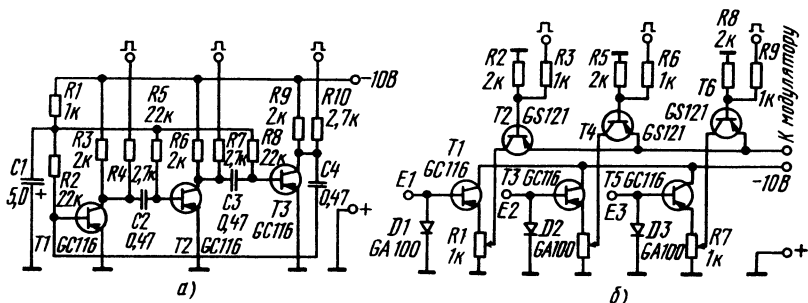 R1
1к
R3
2к
R4
2,7к
R5
22к
R6
2к
R7
2,7к
R8
22к
R9
2к
R10
2,7к
-10В
C1
5,0
+
R2
22к
T1
GC116
C2
0,47
T2
GC116
C3
0,47
T3
GC116
C4
0,47
+
а)
R2
2к
R3
1к
R5
2к
R6
1к
R8
2к
R9
1к
К модулятору
T2
GS121
T4
GS121
T6
GS121
T1
GC116
T3
GC116
T5
GC116
-10В
E1
E2
E3
D1
GA100
R1
1к
D2
GA100
D3
GA100
R7
1к
+
б)